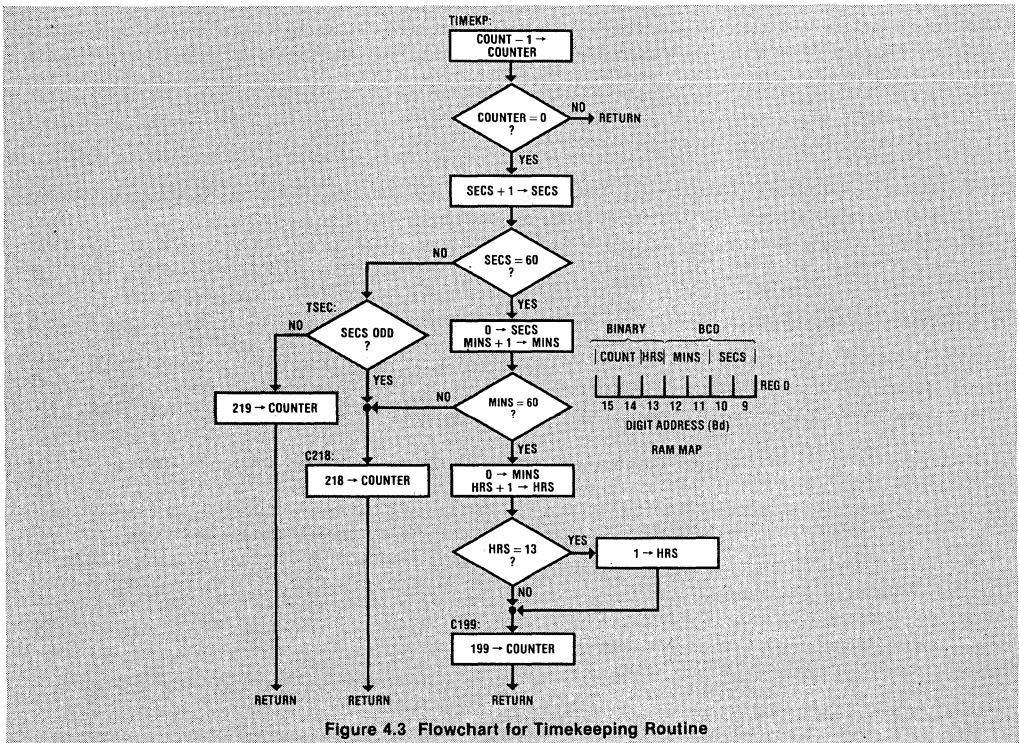 TIMEKP:
COUNT – 1 →
COUNTER
COUNTER = 0
?
NO
RETURN
YES
SECS + 1 → SECS
SECS = 60
?
NO
YES
TSEC:
SECS ODD
?
NO
YES
0 → SECS
MINS + 1 → MINS
BINARY
BCD
COUNT HRS MINS SECS
REG D
15 14 13 12 11 10 9
DIGIT ADDRESS (Bd)
RAM MAP
219 → COUNTER
MINS = 60
?
NO
YES
C218:
218 → COUNTER
0 → MINS
HRS + 1 → HRS
HRS = 13
?
YES
1 → HRS
NO
C199:
199 → COUNTER
RETURN
RETURN
RETURN
Figure 4.3 Flowchart for Timekeeping Routine